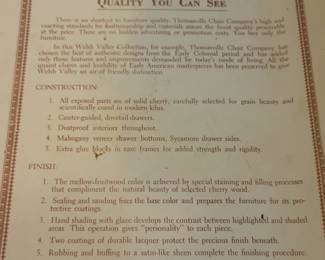 QUALITY YOU CAN SEE
There is no shortcut to furniture quality. Thomasville Chair Company's high and
exacting standards for craftsmanship and materials assure the finest quality procurable
at the price. There are no hidden advertising or promotion costs. You buy only the
furniture.
In this Welsh Valley Collection, for example, Thomasville Chair Company has
chosen the best of authentic designs from the Early Colonial period and has added
only those features and improvements demanded by today's mode of living. All the
quaint charm and livability of Early American masterpieces has been preserved to give
Welsh Valley an air of friendly distinction.
CONSTRUCTION:
1. All exposed parts are of solid cherry, carefully selected for grain beauty and
scientifically cured in modern kilns.
2. Center-guided, dovetail drawers.
3. Dustproof interiors throughout.
4. Mahogany veneer drawer bottoms, Sycamore drawer sides.
5. Extra glue blocks in case frames for added strength and rigidity.
FINISH:
1. The mellow-fruitwood color is achieved by special staining and filling processes
that compliment the natural beauty of selected cherry wood.
2. Sealing and sanding fixes the base color and prepares the furniture for its pro-
tective coatings.
3. Hand shading with glaze develops the contrast between highlighted and shaded
areas. This operation gives "personality" to each piece.
4. Two coatings of durable lacquer protect the precious finish beneath.
5. Rubbing and buffing to a satin-like sheen complete the finishing procedure.